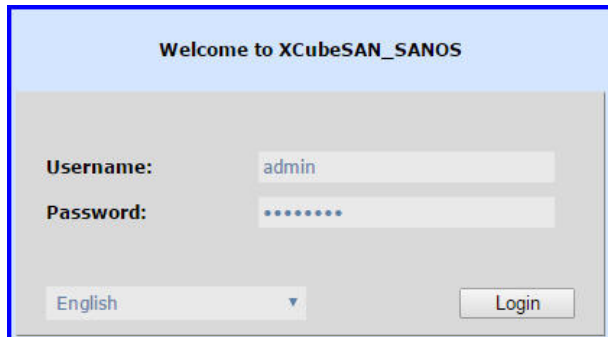 Welcome to XCubeSAN_SANOS
Username: admin
Password: ••••••••
English ▼
Login